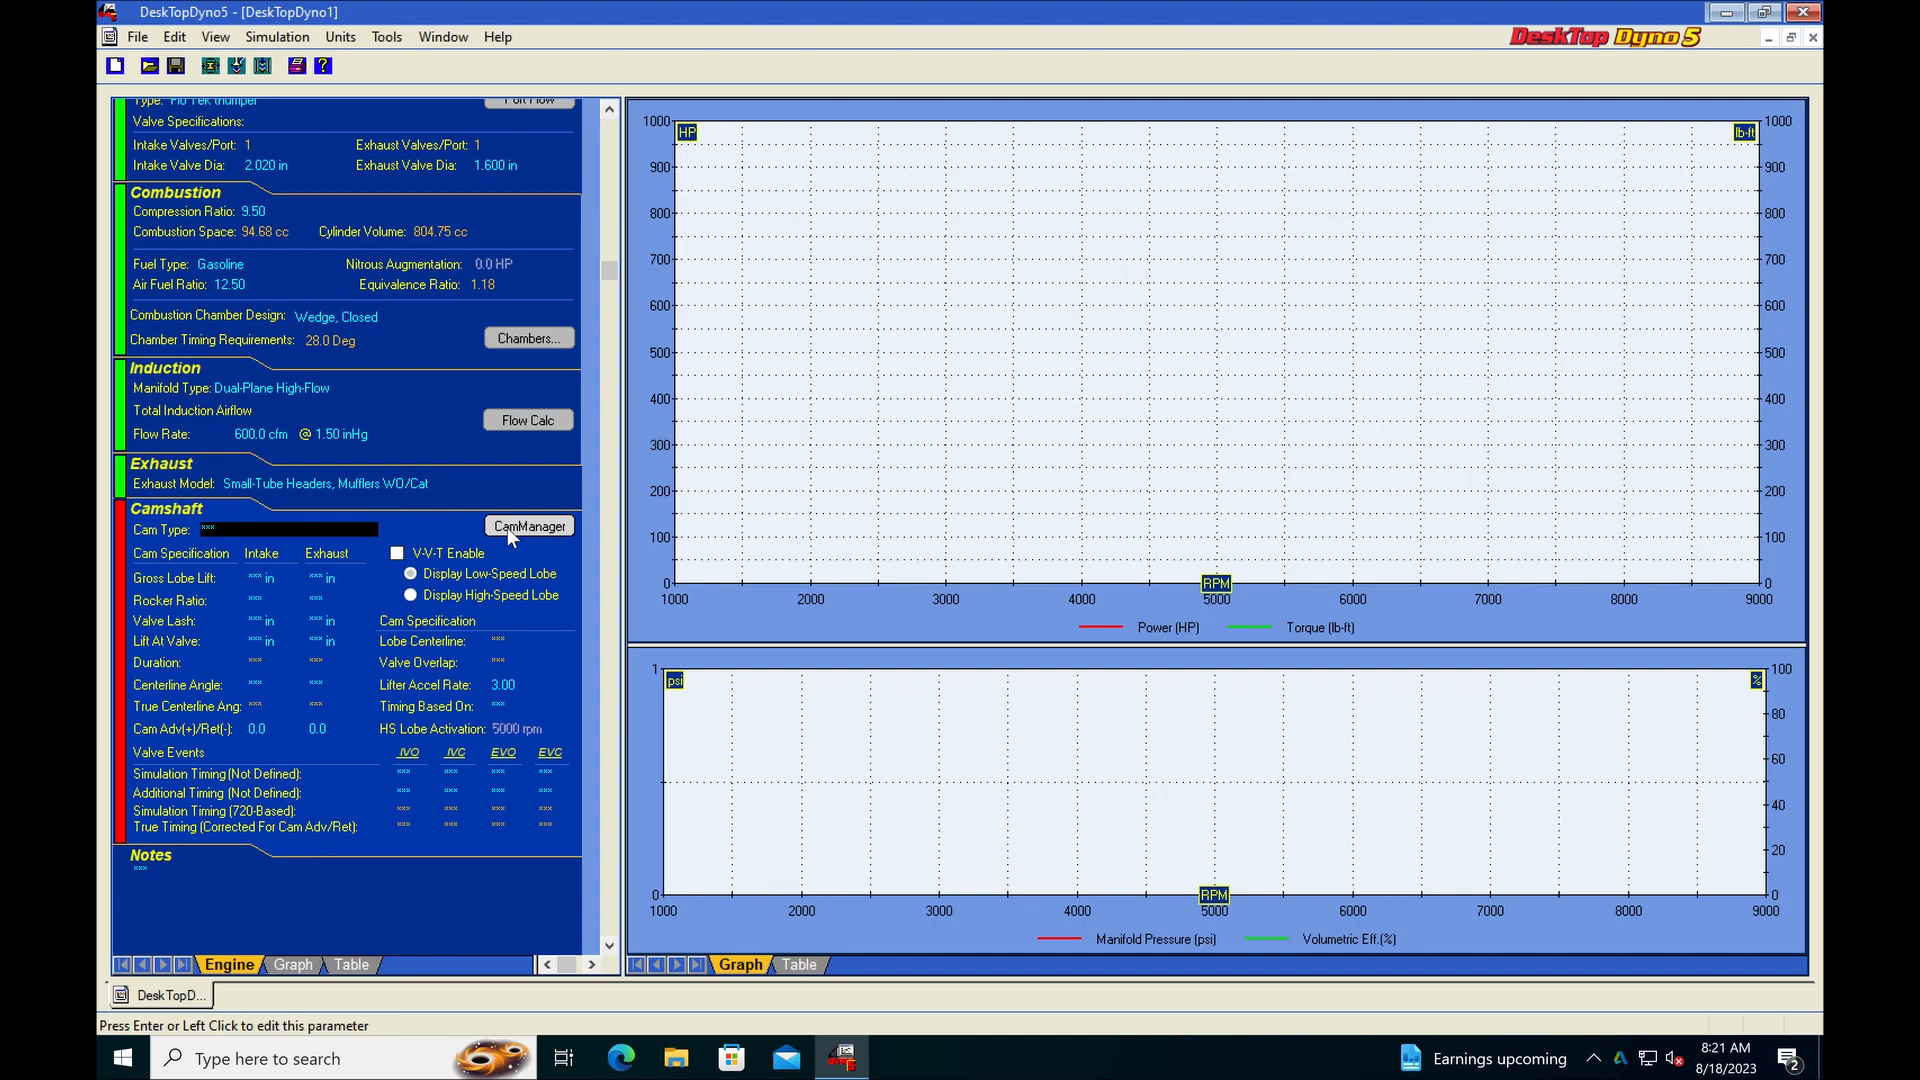 DeskTopDyno5 - [DeskTopDyno1]
File Edit View Simulation Units Tools Window Help
DeskTop Dyno 5
Type: Flo Tek thumper
Port Flow
Valve Specifications:
Intake Valves/Port: 1 Exhaust Valves/Port: 1
Intake Valve Dia: 2.020 in Exhaust Valve Dia: 1.600 in
Combustion
Compression Ratio: 9.50
Combustion Space: 94.68 cc Cylinder Volume: 804.75 cc
Fuel Type: Gasoline Nitrous Augmentation: 0.0 HP
Air Fuel Ratio: 12.50 Equivalence Ratio: 1.18
Combustion Chamber Design: Wedge, Closed
Chamber Timing Requirements: 28.0 Deg Chambers...
Induction
Manifold Type: Dual-Plane High-Flow
Total Induction Airflow
Flow Calc
Flow Rate: 600.0 cfm @ 1.50 inHg
Exhaust
Exhaust Model: Small-Tube Headers, Mufflers WO/Cat
Camshaft
Cam Type: *** CamManager
Cam Specification Intake Exhaust V-V-T Enable
Gross Lobe Lift: *** in *** in Display Low-Speed Lobe
Rocker Ratio: *** *** Display High-Speed Lobe
Valve Lash: *** in *** in Cam Specification
Lift At Valve: *** in *** in Lobe Centerline: ***
Duration: *** *** Valve Overlap: ***
Centerline Angle: *** *** Lifter Accel Rate: 3.00
True Centerline Ang: *** *** Timing Based On: ***
Cam Adv(+)/Ret(-): 0.0 0.0 HS Lobe Activation: 5000 rpm
Valve Events IVO IVC EVO EVC
Simulation Timing (Not Defined): *** *** *** ***
Additional Timing (Not Defined): *** *** *** ***
Simulation Timing (720-Based): *** *** *** ***
True Timing (Corrected For Cam Adv/Ret): *** *** *** ***
Notes
***
Engine Graph Table
1000 HP lb-ft 1000
900 900
800 800
700 700
600 600
500 500
400 400
300 300
200 200
100 100
0 RPM 0
1000 2000 3000 4000 5000 6000 7000 8000 9000
Power (HP) Torque (lb-ft)
1 psi % 100
80
60
40
20
0 RPM 0
1000 2000 3000 4000 5000 6000 7000 8000 9000
Manifold Pressure (psi) Volumetric Eff.(%)
Graph Table
DeskTopD...
Press Enter or Left Click to edit this parameter
Type here to search
Earnings upcoming
8:21 AM
8/18/2023
2